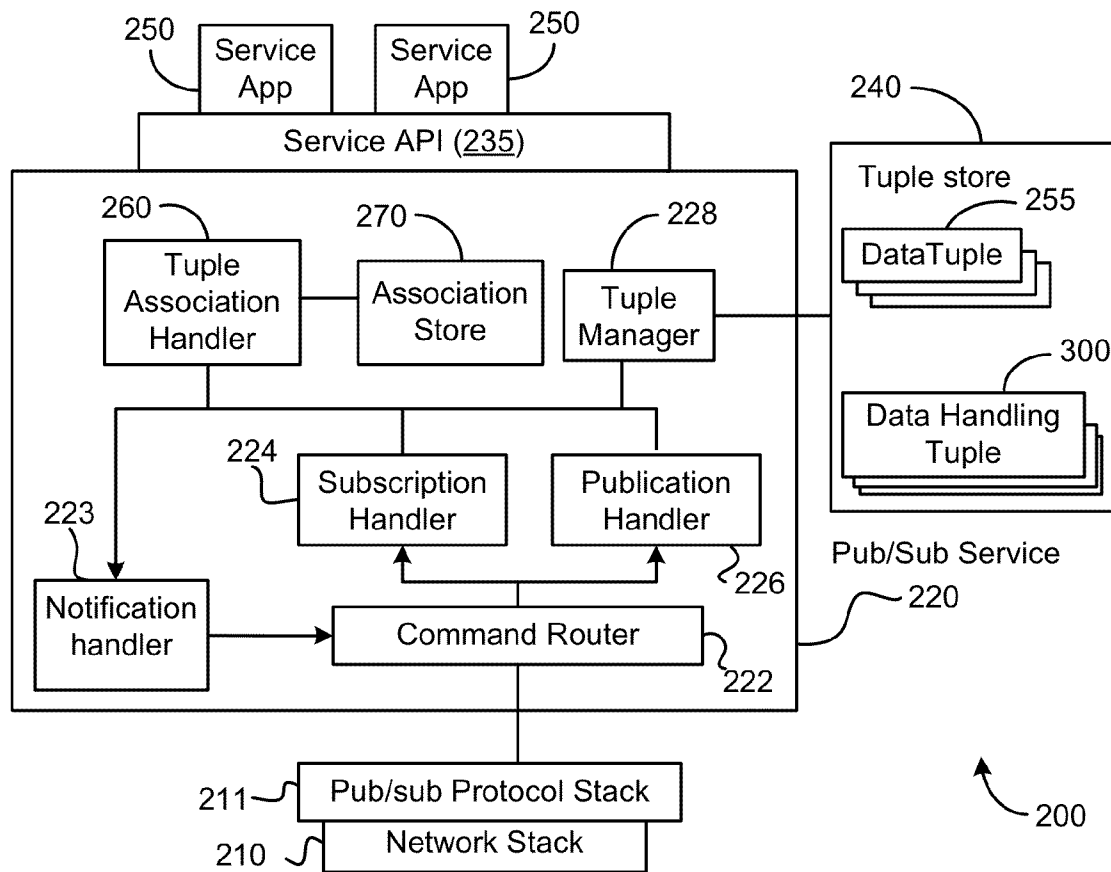 250
Service
App
Service
App
250
Service API (235)
240
Tuple store
255
DataTuple
300
Data Handling
Tuple
260
Tuple
Association
Handler
270
Association
Store
228
Tuple
Manager
224
Subscription
Handler
Publication
Handler
226
223
Notification
handler
Command Router
222
Pub/Sub Service
220
211
Pub/sub Protocol Stack
210
Network Stack
200